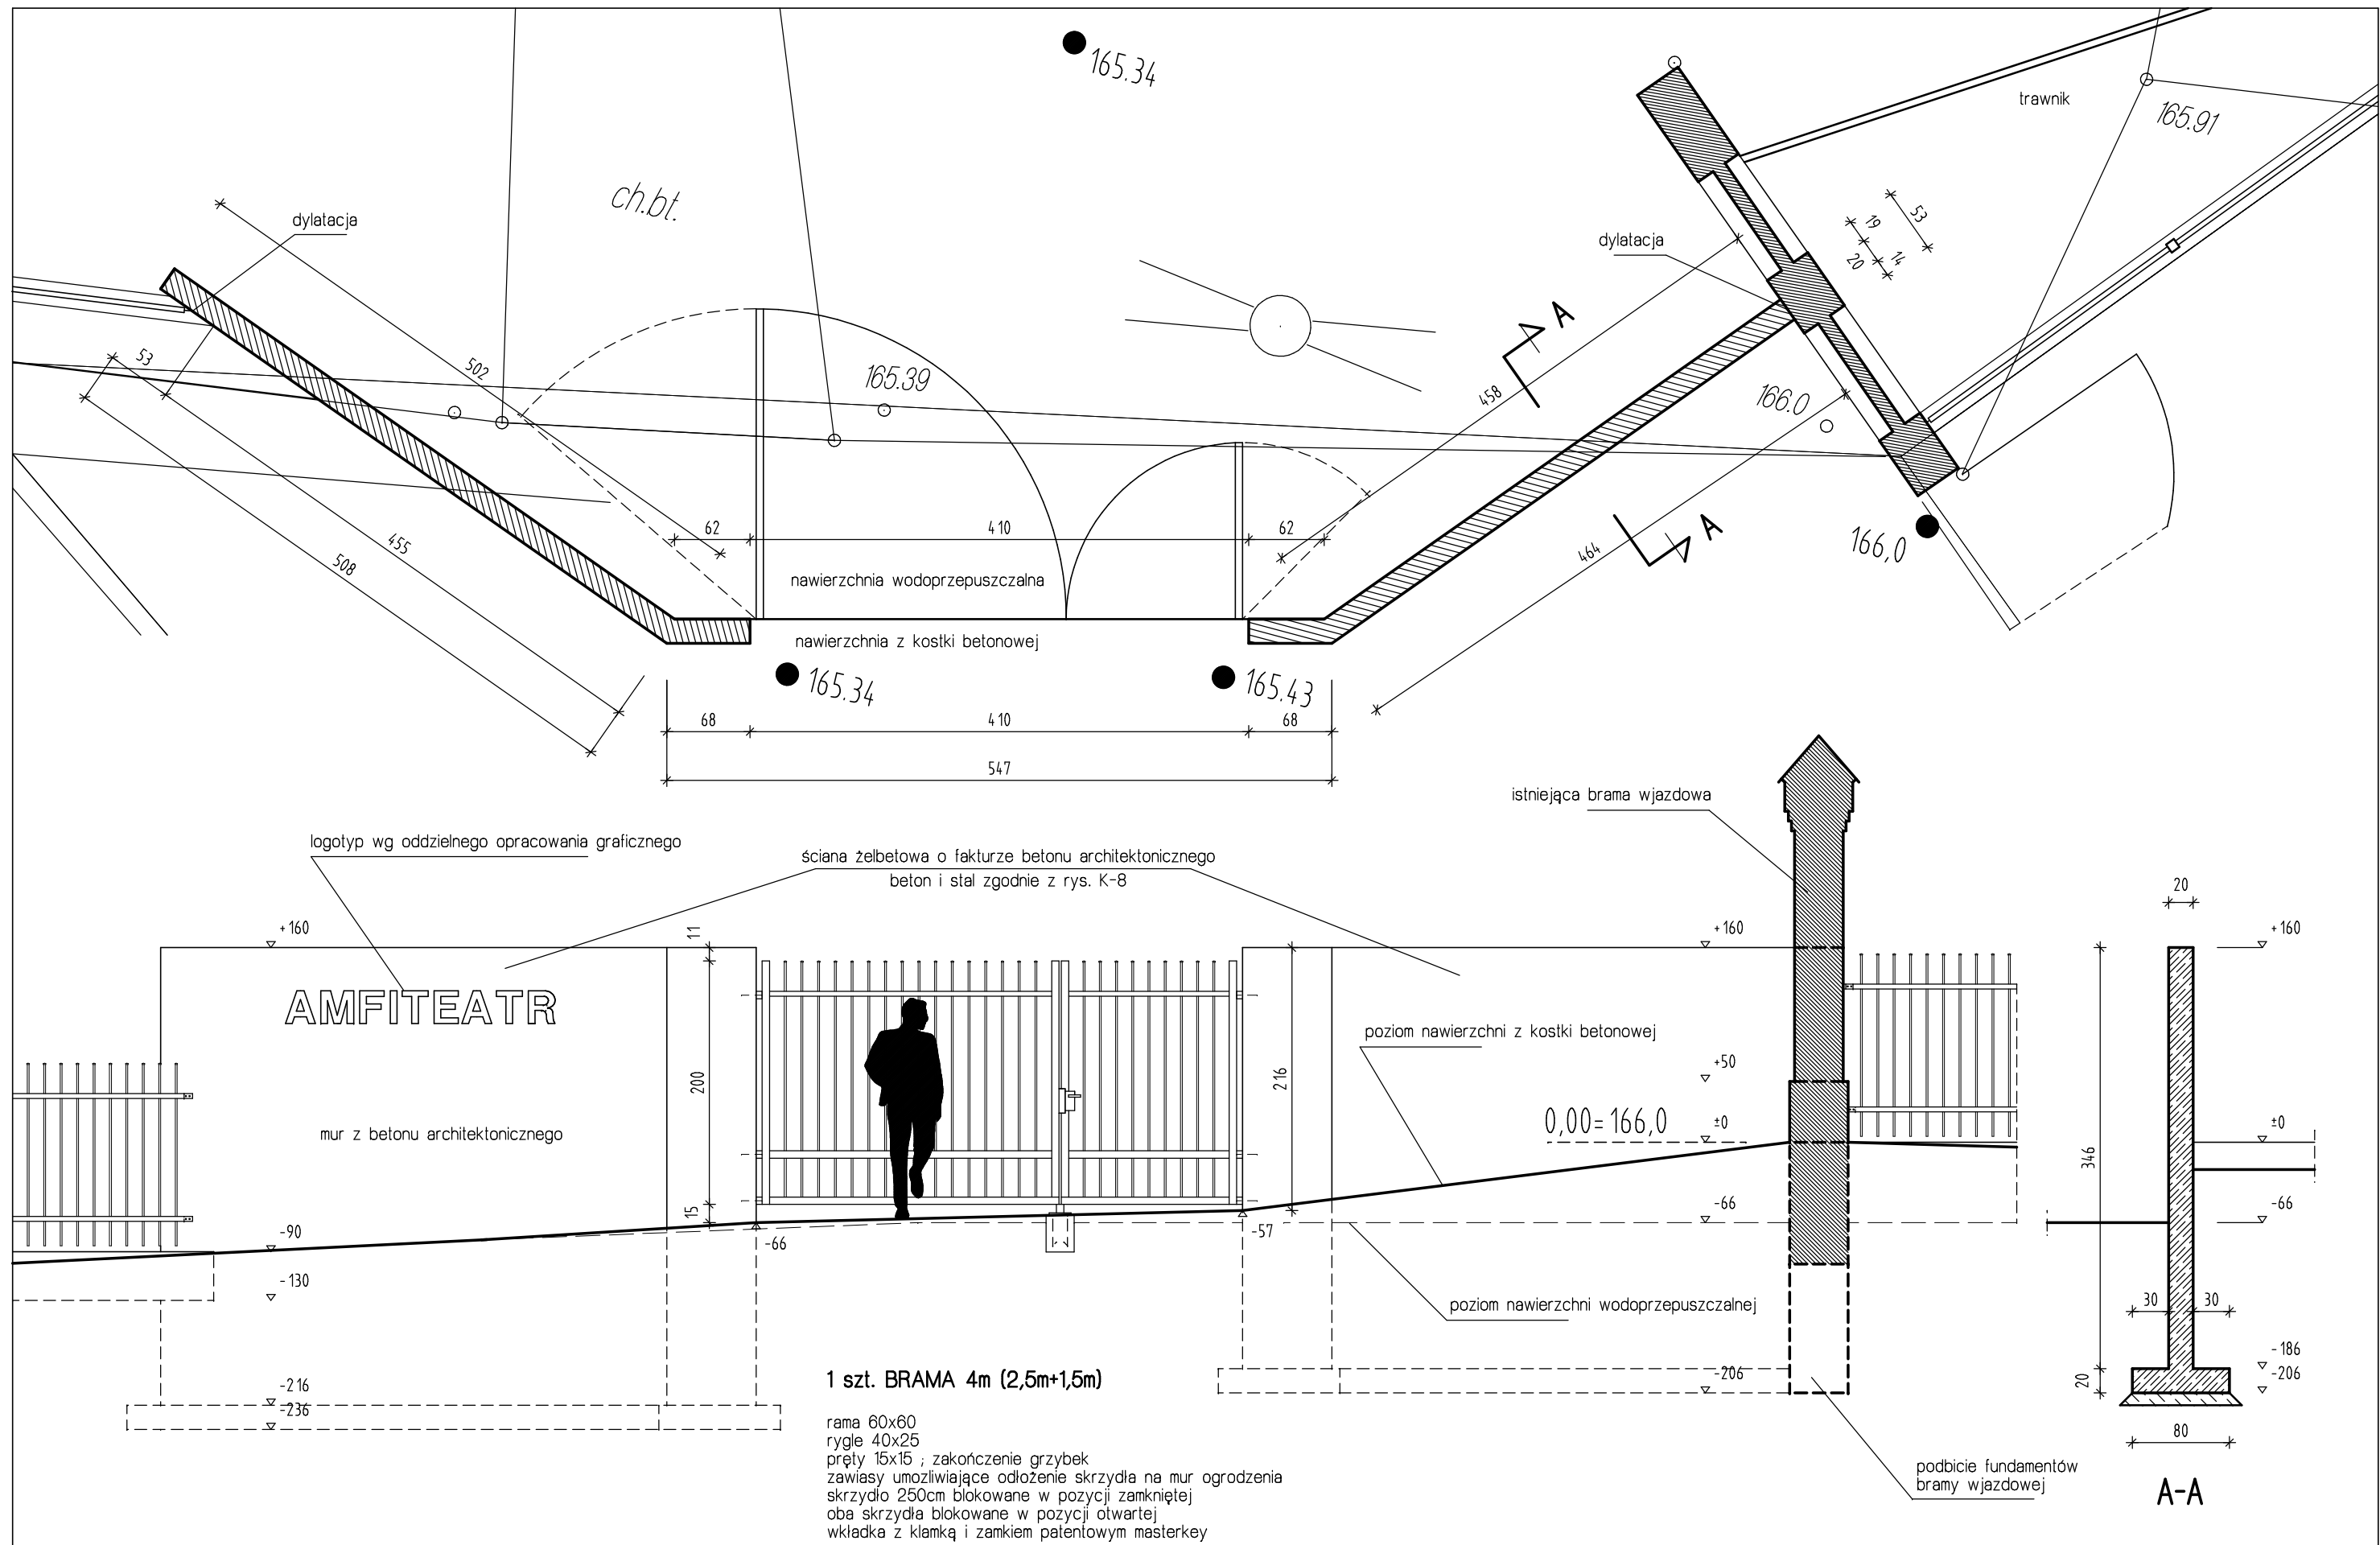 165.34
trawnik
165.91
ch.bt.
dylatacja
53
19
20
14
dylatacja
A
53
502
165.39
458
166.0
62
410
62
A
166,0
455
508
464
nawierzchnia wodoprzepuszczalna
nawierzchnia z kostki betonowej
165.34
165.43
68
410
68
547
istniejąca brama wjazdowa
logotyp wg oddzielnego opracowania graficznego
ściana żelbetowa o fakturze betonu architektonicznego
beton i stal zgodnie z rys. K-8
20
+160
11
+160
+160
AMFITEATR
poziom nawierzchni z kostki betonowej
200
216
+50
0,00=166,0
±0
±0
mur z betonu architektonicznego
346
15
-66
-66
-90
-66
-57
-130
poziom nawierzchni wodoprzepuszczalnej
30
30
-186
-206
-206
20
1 szt. BRAMA 4m (2,5m+1,5m)
-216
-236
rama 60x60
rygle 40x25
pręty 15x15 ; zakończenie grzybek
zawiasy umozliwiające odłożenie skrzydła na mur ogrodzenia
skrzydło 250cm blokowane w pozycji zamkniętej
oba skrzydła blokowane w pozycji otwartej
wkładka z klamką i zamkiem patentowym masterkey
80
podbicie fundamentów
bramy wjazdowej
A-A